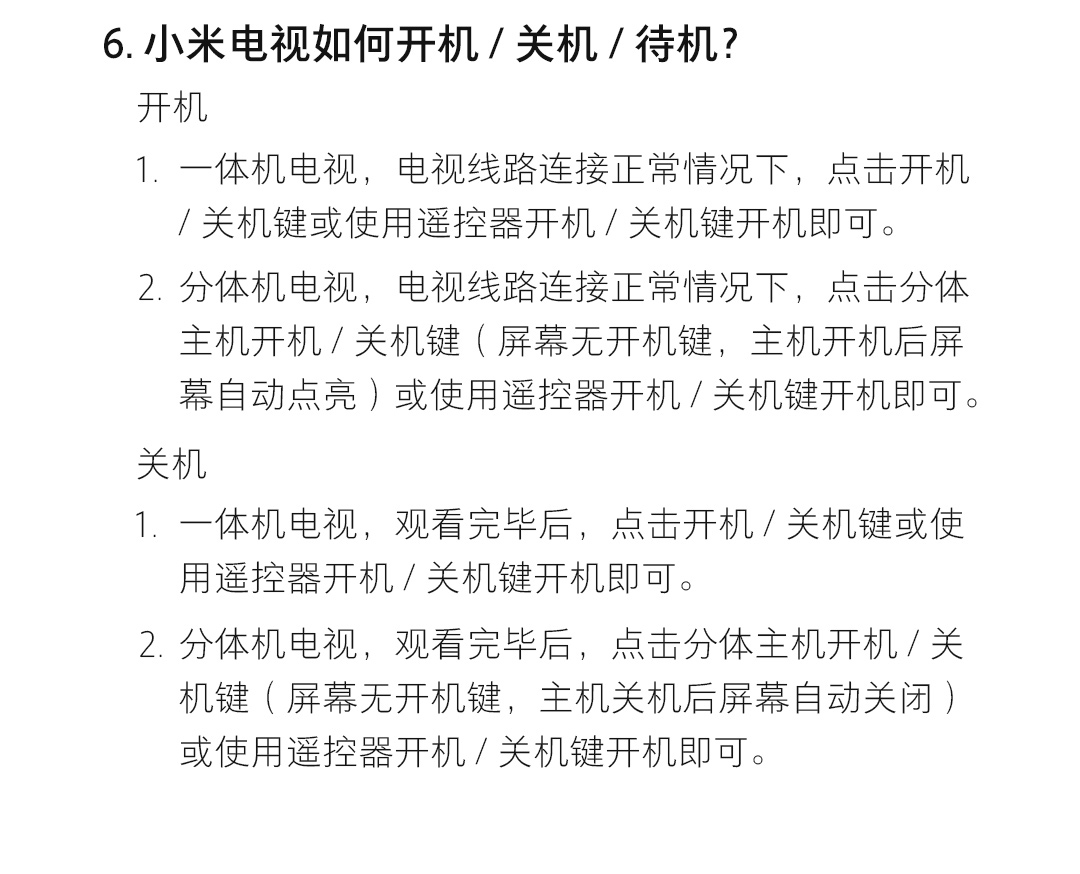 6. 小米电视如何开机 / 关机 / 待机?
开机
1. 一体机电视，电视线路连接正常情况下，点击开机
/ 关机键或使用遥控器开机 / 关机键开机即可。
2. 分体机电视，电视线路连接正常情况下，点击分体
主机开机 / 关机键（屏幕无开机键，主机开机后屏
幕自动点亮）或使用遥控器开机 / 关机键开机即可。
关机
1. 一体机电视，观看完毕后，点击开机 / 关机键或使
用遥控器开机 / 关机键开机即可。
2. 分体机电视，观看完毕后，点击分体主机开机 / 关
机键（屏幕无开机键，主机关机后屏幕自动关闭）
或使用遥控器开机 / 关机键开机即可。